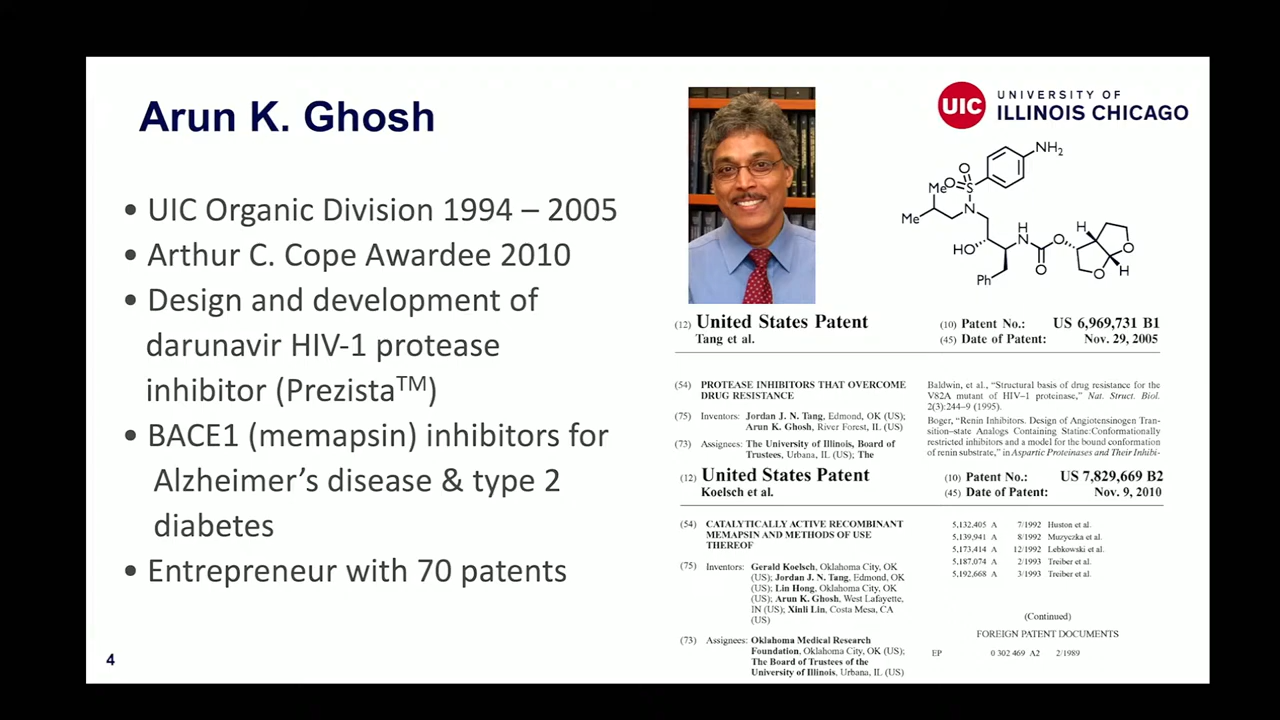 Arun K. Ghosh
• UIC Organic Division 1994 – 2005
• Arthur C. Cope Awardee 2010
• Design and development of
darunavir HIV-1 protease
inhibitor (Prezista™)
• BACE1 (memapsin) inhibitors for
Alzheimer's disease & type 2
diabetes
• Entrepreneur with 70 patents
4
UIC
UNIVERSITY OF
ILLINOIS CHICAGO
NH₂
O
Me O S
Me N
HO H N O H O
O O H
Ph
(12) United States Patent
Tang et al.
(10) Patent No.: US 6,969,731 B1
(45) Date of Patent: Nov. 29, 2005
(54) PROTEASE INHIBITORS THAT OVERCOME
DRUG RESISTANCE
(75) Inventors: Jordan J. N. Tang, Edmond, OK (US);
Arun K. Ghosh, River Forest, IL (US)
(73) Assignees: The University of Illinois, Board of
Trustees, Urbana, IL (US); The
Baldwin, et al., “Structural basis of drug resistance for the
V82A mutant of HIV–1 proteinase,” Nat. Struct. Biol.
2(3):244–9 (1995).
Boger, “Renin Inhibitors. Design of Angiotensinogen Tran-
sition–state Analogs Containing Statine:Conformationally
restricted inhibitors and a model for the bound conformation
of renin substrate,” in Aspartic Proteinases and Their Inhibi-
(12) United States Patent
Koelsch et al.
(10) Patent No.: US 7,829,669 B2
(45) Date of Patent: Nov. 9, 2010
(54) CATALYTICALLY ACTIVE RECOMBINANT
MEMAPSIN AND METHODS OF USE
THEREOF
(75) Inventors: Gerald Koelsch, Oklahoma City, OK
(US); Jordan J. N. Tang, Edmond, OK
(US); Lin Hong, Oklahoma City, OK
(US); Arun K. Ghosh, West Lafayette,
IN (US); Xinli Lin, Costa Mesa, CA
(US)
(73) Assignees: Oklahoma Medical Research
Foundation, Oklahoma City, OK (US);
The Board of Trustees of the
University of Illinois, Urbana, IL (US)
5,132,405 A 7/1992 Huston et al.
5,139,941 A 8/1992 Muzyczka et al.
5,173,414 A 12/1992 Lebkowski et al.
5,187,074 A 2/1993 Treiber et al.
5,192,668 A 3/1993 Treiber et al.
(Continued)
FOREIGN PATENT DOCUMENTS
EP 0 302 469 A2 2/1989